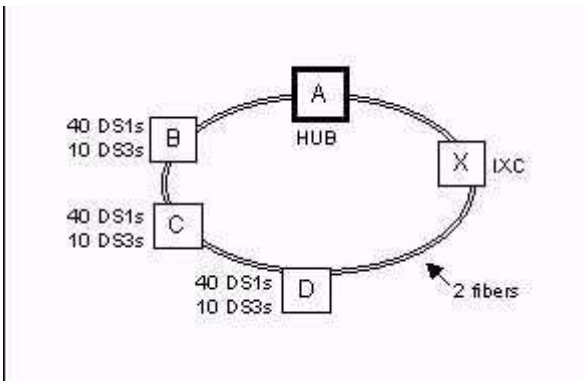 A
HUB
40 DS1s
10 DS3s
B
X
IXC
40 DS1s
10 DS3s
C
40 DS1s
10 DS3s
D
2 fibers